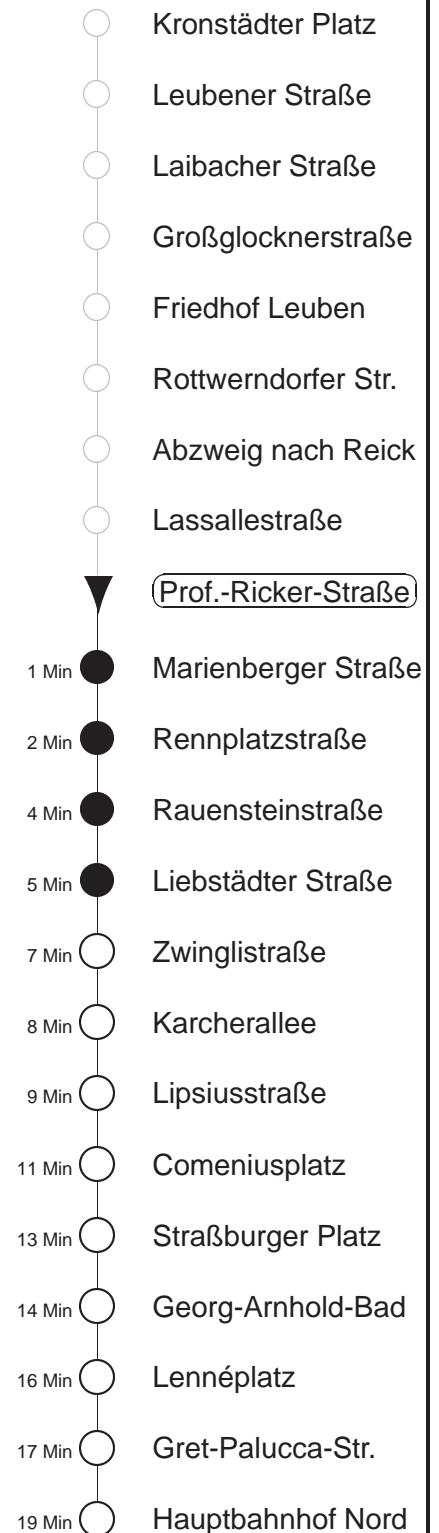 Kronstädter Platz
Leubener Straße
Laibacher Straße
Großglocknerstraße
Friedhof Leuben
Rottwerndorfer Str.
Abzweig nach Reick
Lassallestraße
Prof.-Ricker-Straße
1 Min Marienberger Straße
2 Min Rennplatzstraße
4 Min Rauensteinstraße
5 Min Liebstädter Straße
7 Min Zwinglistraße
8 Min Karcherallee
9 Min Lipsiusstraße
11 Min Comeniusplatz
13 Min Straßburger Platz
14 Min Georg-Arnhold-Bad
16 Min Lennéplatz
17 Min Gret-Palucca-Str.
19 Min Hauptbahnhof Nord